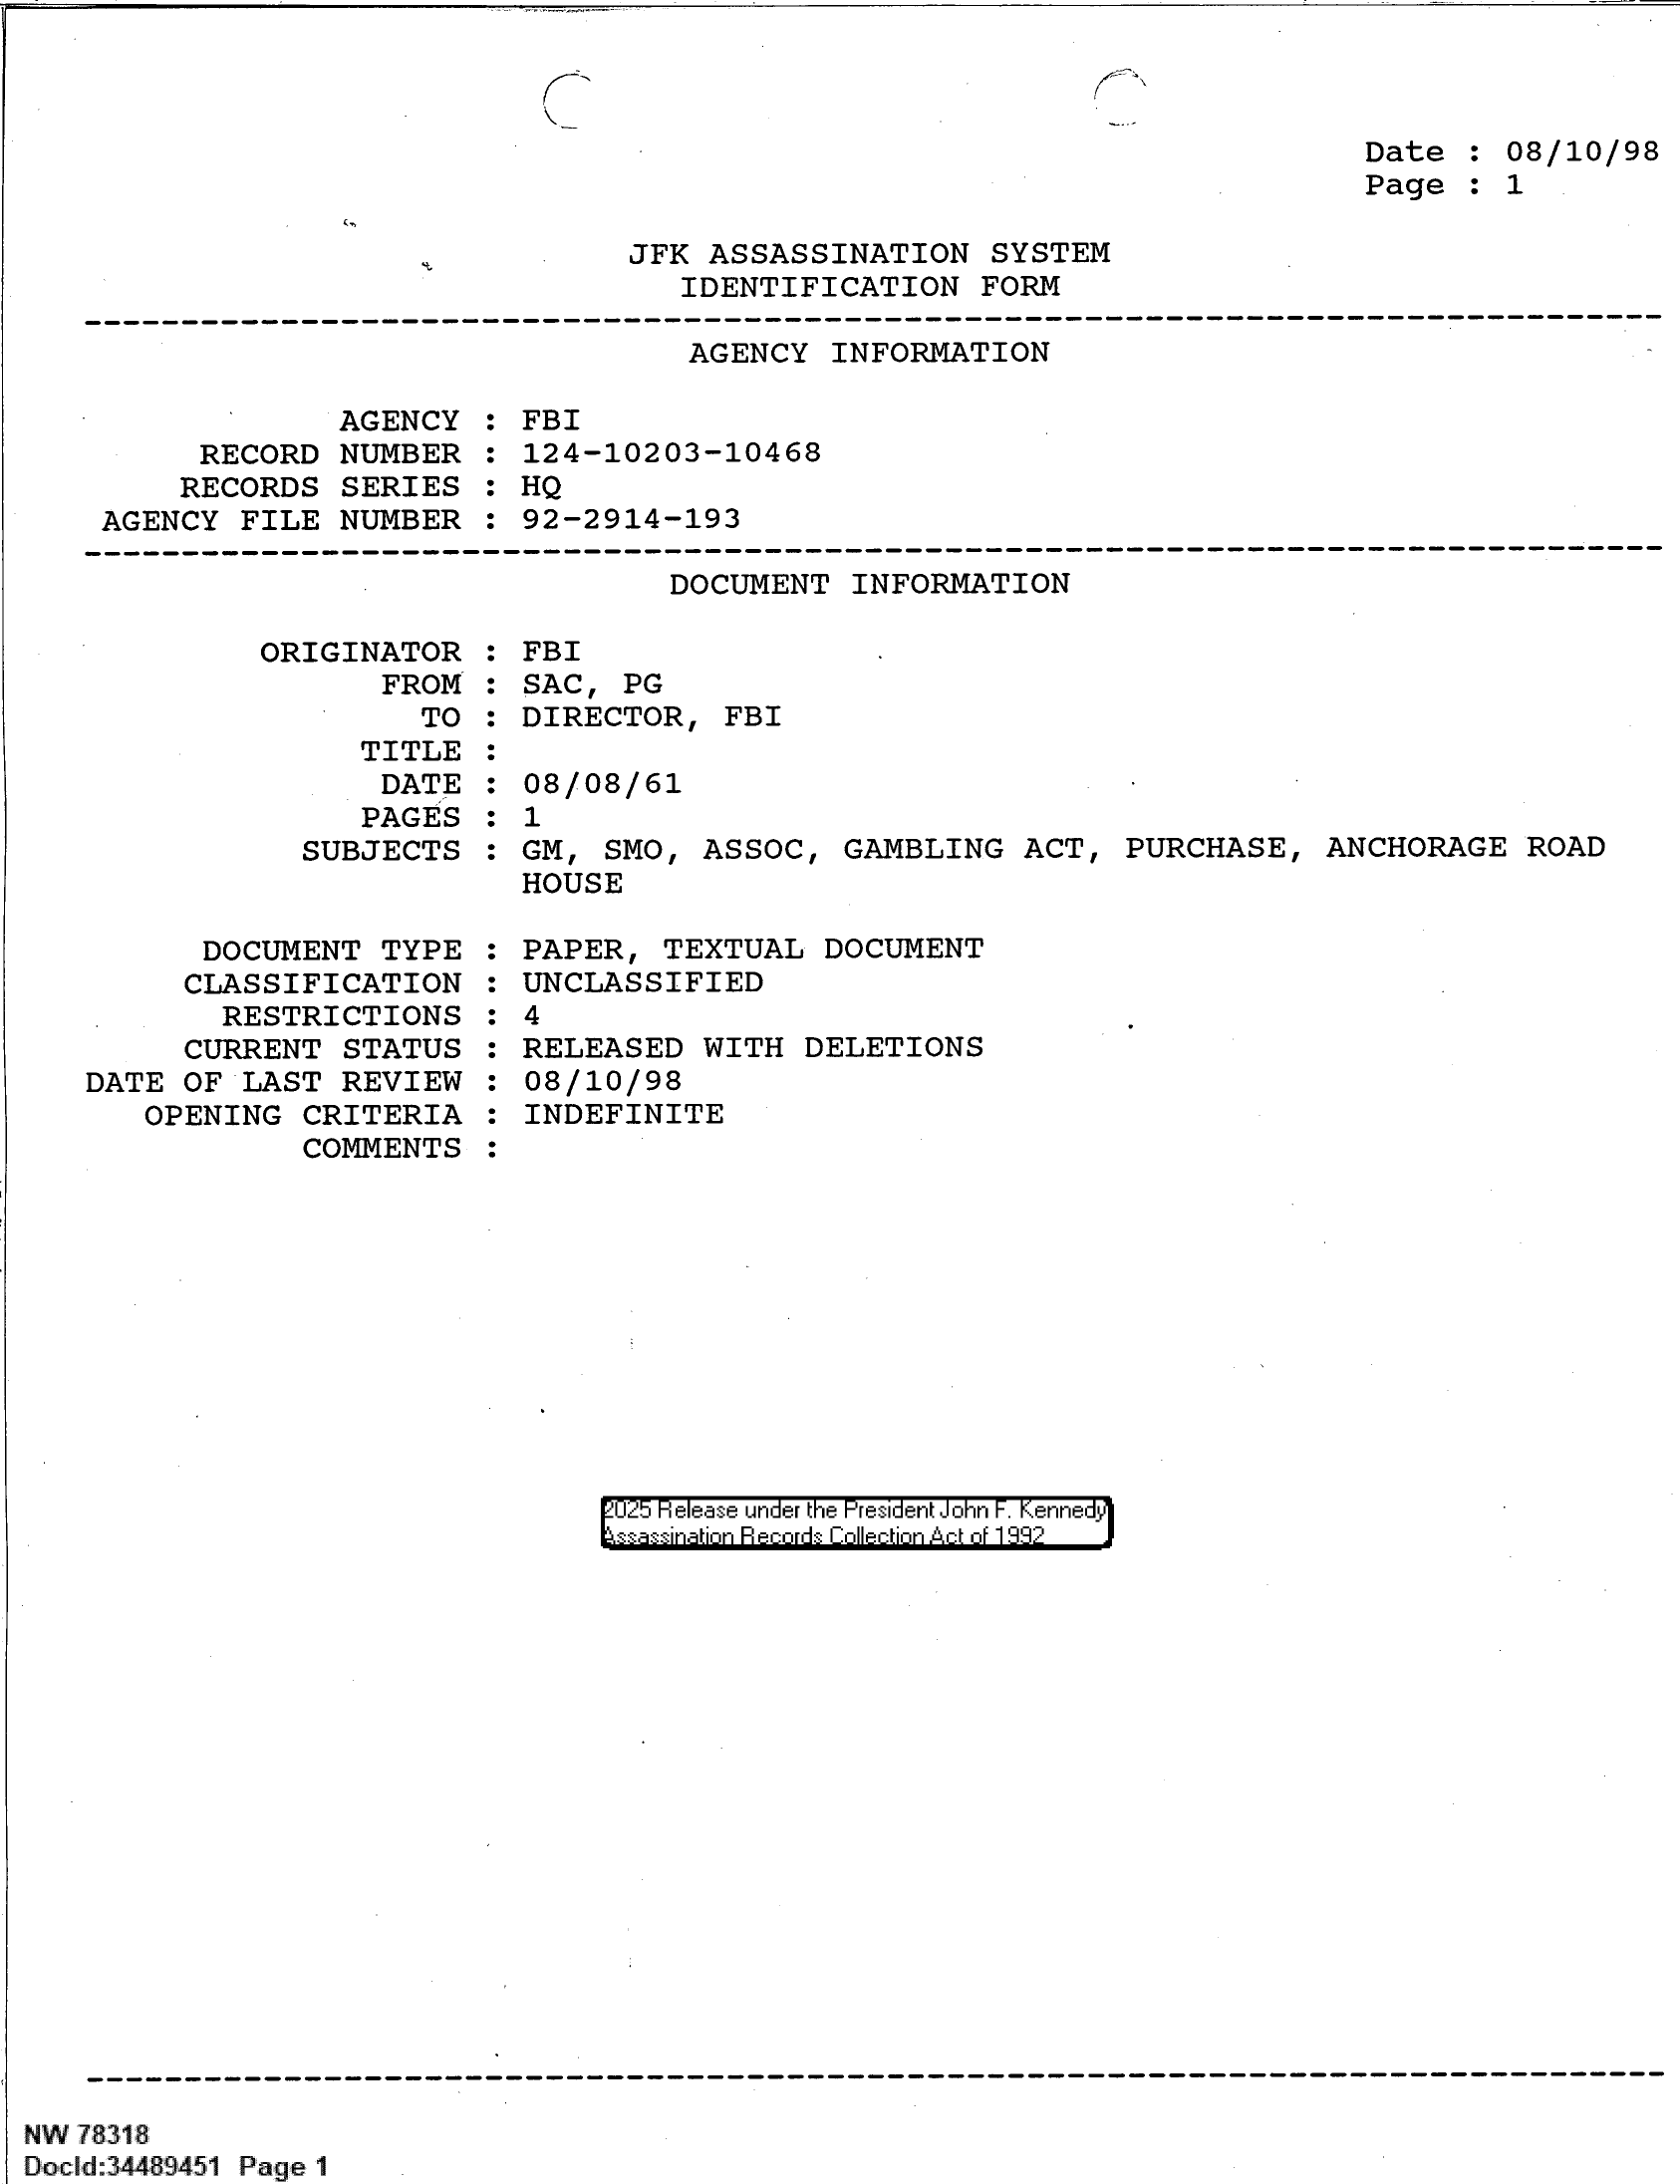 Date : 08/10/98
Page : 1
JFK ASSASSINATION SYSTEM
IDENTIFICATION FORM
--------------------------------------------------------------------------------
AGENCY INFORMATION
AGENCY : FBI
RECORD NUMBER : 124-10203-10468
RECORDS SERIES : HQ
AGENCY FILE NUMBER : 92-2914-193
--------------------------------------------------------------------------------
DOCUMENT INFORMATION
ORIGINATOR : FBI
FROM : SAC, PG
TO : DIRECTOR, FBI
TITLE :
DATE : 08/08/61
PAGES : 1
SUBJECTS : GM, SMO, ASSOC, GAMBLING ACT, PURCHASE, ANCHORAGE ROAD
HOUSE
DOCUMENT TYPE : PAPER, TEXTUAL DOCUMENT
CLASSIFICATION : UNCLASSIFIED
RESTRICTIONS : 4
CURRENT STATUS : RELEASED WITH DELETIONS
DATE OF LAST REVIEW : 08/10/98
OPENING CRITERIA : INDEFINITE
COMMENTS :
2025 Release under the President John F. Kennedy
Assassination Records Collection Act of 1992
--------------------------------------------------------------------------------
NW 78318
DocId:34489451 Page 1